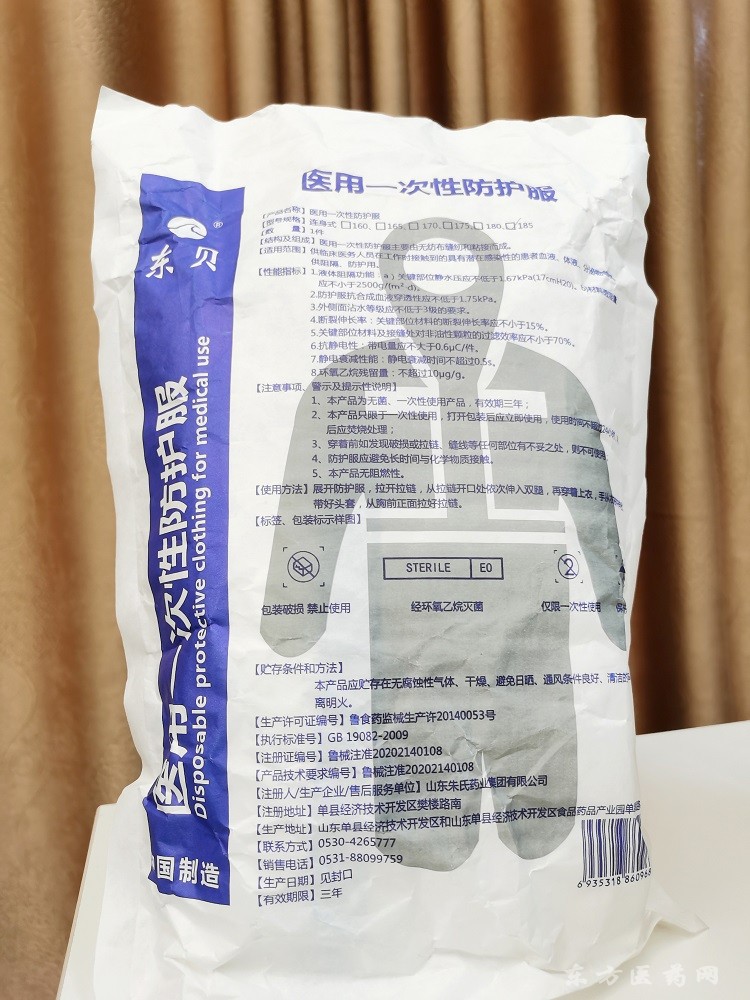 东贝
®
医用一次性防护服
Disposable protective clothing for medical use
中国制造
医用一次性防护服
【产品名称】医用一次性防护服
【型号规格】连身式 □160、□165、□170、□175、□180、□185
【数 量】1件
【结构及组成】医用一次性防护服主要由无纺布缝纫和粘接而成。
【适用范围】供临床医务人员在工作时接触到的具有潜在感染性的患者血液、体液、
供阻隔、防护用。
【性能指标】1.液体阻隔功能：a）关键部位静水压应不低于1.67kPa(17cmH2O)。
应不小于2500g/(m²·d)。
2.防护服抗合成血液穿透性应不低于1.75kPa。
3.外侧面沾水等级应不低于3级的要求。
4.断裂伸长率：关键部位材料的断裂伸长率应不小于15%。
5.关键部位材料及接缝处对非油性颗粒的过滤效率应不小于70%。
6.抗静电性：带电量应不大于0.6μC/件。
7.静电衰减性能：静电衰减时间不超过0.5s。
8.环氧乙烷残留量：不超过10μg/g。
【注意事项、警示及提示性说明】
1、本产品为无菌、一次性使用产品，有效期三年；
2、本产品只限于一次性使用，打开包装后应立即使用，使用时间不超过24小时
后应焚烧处理；
3、穿着前如发现破损或拉链、缝线等任何部位有不妥之处，则不可使用
4、防护服应避免长时间与化学物质接触。
5、本产品无阻燃性。
【使用方法】展开防护服，拉开拉链，从拉链开口处依次伸入双腿，再穿着上衣，
带好头套，从胸前正面拉好拉链。
【标签、包装标示样图】
STERILE EO
2
包装破损 禁止使用 经环氧乙烷灭菌 仅限一次性使用
【贮存条件和方法】
本产品应贮存在无腐蚀性气体、干燥、避免日晒、通风条件良好、清洁
离明火。
【生产许可证编号】鲁食药监械生产许20140053号
【执行标准号】GB 19082-2009
【注册证编号】鲁械注准20202140108
【产品技术要求编号】鲁械注准20202140108
【注册人/生产企业/售后服务单位】山东朱氏药业集团有限公司
【注册地址】单县经济技术开发区樊楼路南
【生产地址】山东单县经济技术开发区和山东单县经济技术开发区食品药品产业园单
【联系方式】0530-4265777
【销售电话】0531-88099759
【生产日期】见封口
【有效期限】三年
6 935318 86096
东方医药网